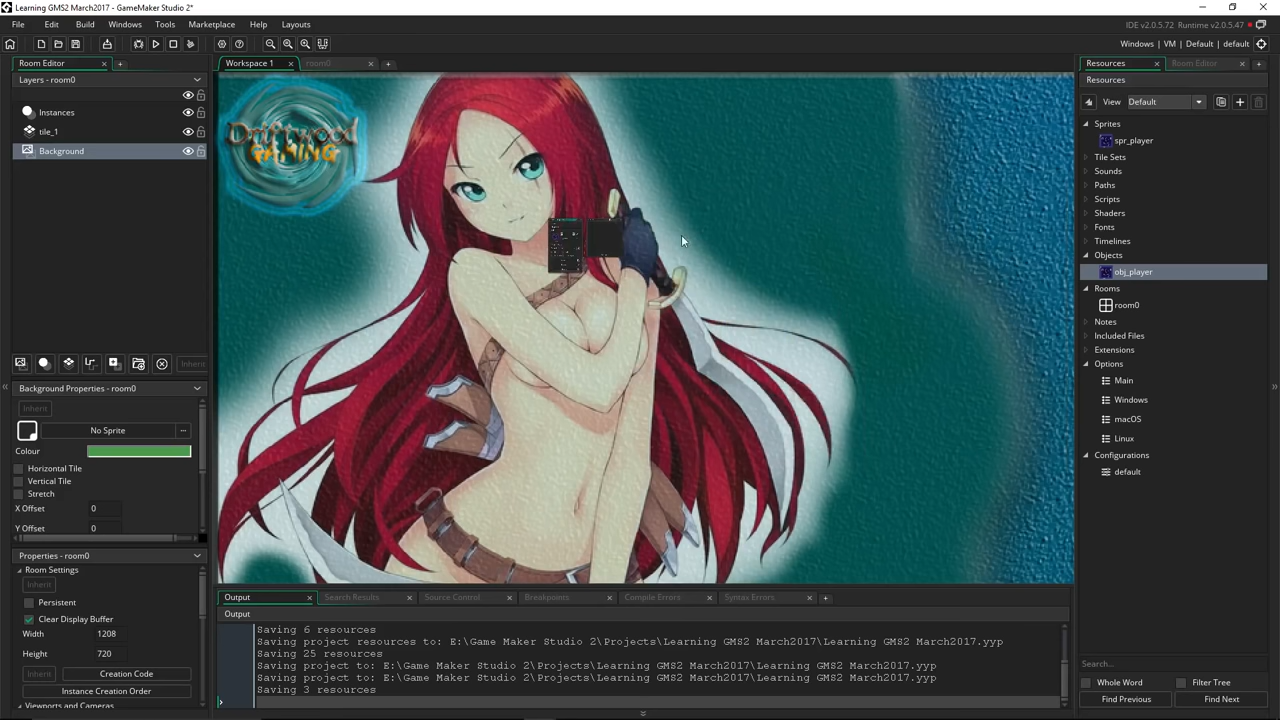 Learning GMS2 March2017* - GameMaker Studio 2*
File Edit Build Windows Tools Marketplace Help Layouts
IDE v2.0.5.72 Runtime v2.0.5.47
Windows | VM | Default | default
Room Editor
Workspace 1
room0
Resources
Room Editor
Layers - room0
Resources
View Default
Instances
tile_1
Background
Driftwood
GAMING
Sprites
spr_player
Tile Sets
Sounds
Paths
Scripts
Shaders
Fonts
Timelines
Objects
obj_player
Rooms
room0
Notes
Included Files
Extensions
Options
Main
Windows
macOS
Linux
Configurations
default
Inherit
Background Properties - room0
Inherit
No Sprite
Colour
Horizontal Tile
Vertical Tile
Stretch
X Offset 0
Y Offset 0
Properties - room0
Room Settings
Inherit
Persistent
Clear Display Buffer
Width 1208
Height 720
Inherit Creation Code
Instance Creation Order
Viewports and Cameras
Output Search Results Source Control Breakpoints Compile Errors Syntax Errors
Output
Saving 6 resources
Saving project resources to: E:\Game Maker Studio 2\Projects\Learning GMS2 March2017\Learning GMS2 March2017.yyp
Saving 25 resources
Saving project to: E:\Game Maker Studio 2\Projects\Learning GMS2 March2017\Learning GMS2 March2017.yyp
Saving project to: E:\Game Maker Studio 2\Projects\Learning GMS2 March2017\Learning GMS2 March2017.yyp
Saving 3 resources
Search...
Whole Word Filter Tree
Find Previous Find Next